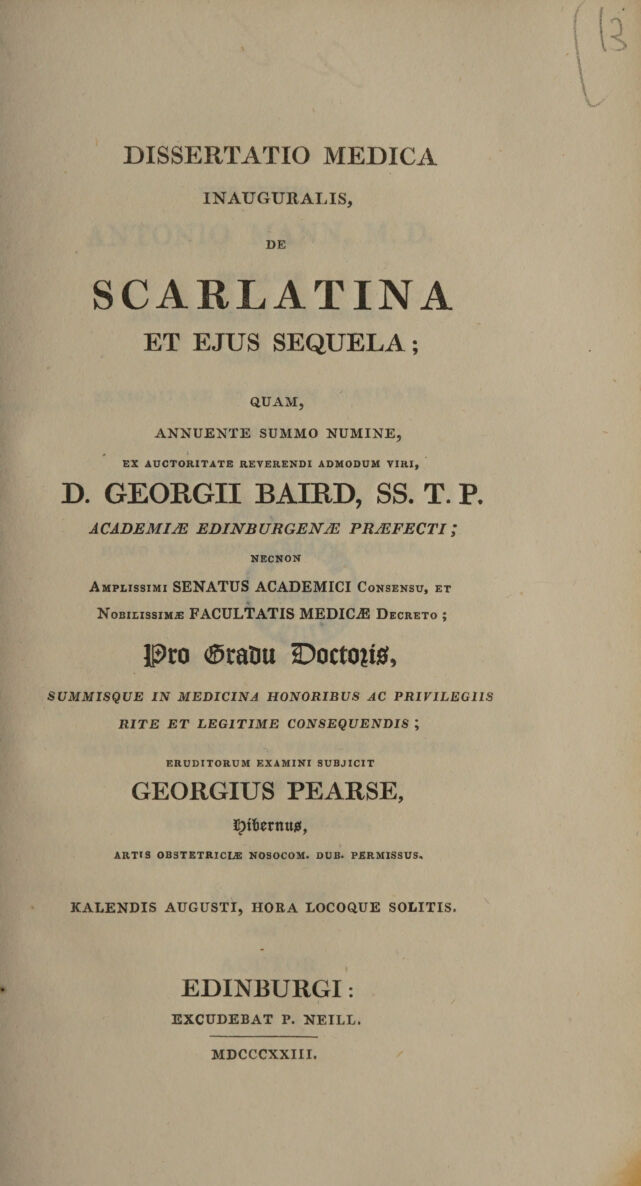 (13
DISSERTATIO MEDICA
INAUGURALIS,
DE
SCARLATINA
ET EJUS SEQUELA;
QUAM,
ANNUENTE SUMMO NUMINE,
EX AUCTORITATE REVERENDI ADMODUM VIRI,
D. GEORGII BAIRD, SS. T. P.
ACADEMIÆ EDINBURGENÆ PRÆFECTI;
NECNON
AMPLISSIMI SENATUS ACADEMICI CONSENSU, ET
NOBILISSIMÆ FACULTATIS MEDICÆ DECRETO;
Pro Gradu Doctoris,
SUMMISQUE IN MEDICINA HONORIBUS AC PRIVILEGIIS
RITE ET LEGITIME CONSEQUENDIS;
ERUDITORUM EXAMINI SUBJICIT
GEORGIUS PEARSE,
Hibernus,
ARTIS OBSTETRICIÆ NOSOCOM. DUB. PERMISSUS.
KALENDIS AUGUSTI, HORA LOCOQUE SOLITIS.
EDINBURGI:
EXCUDEBAT P. NEILL.
MDCCCXXIII.